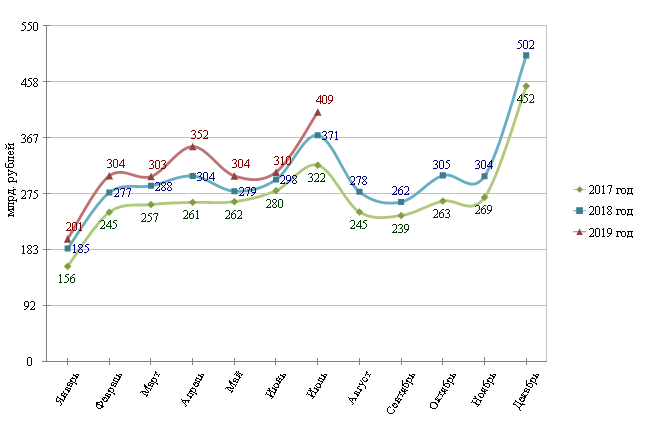 550
458
367
275
183
92
0
млрд. рублей
409
352
371
304
303
304
310
322
201
277
288
304
279
298
278
262
305
304
502
452
185
245
257
261
262
280
245
239
263
269
156
2017 год
2018 год
2019 год
Январь
Февраль
Март
Апрель
Май
Июнь
Июль
Август
Сентябрь
Октябрь
Ноябрь
Декабрь